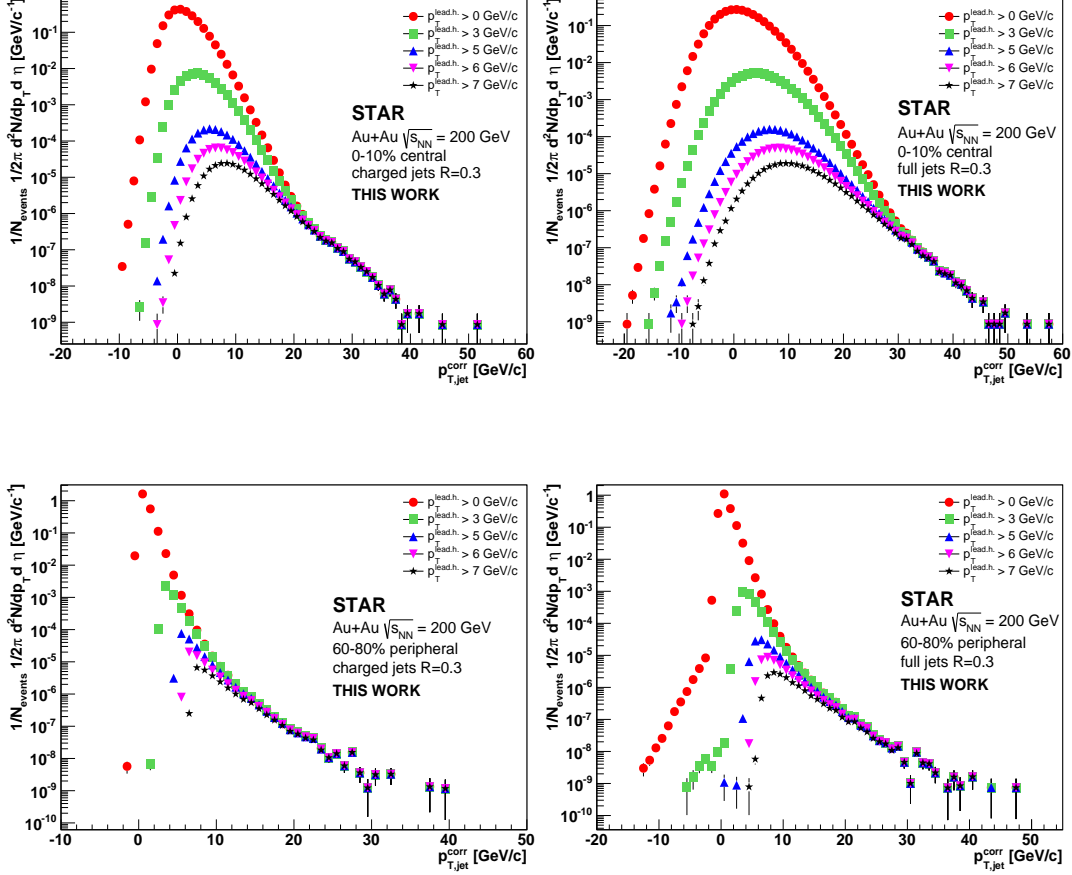 1/N_events 1/2π d²N/dp_T d η [GeV/c⁻¹]
10⁻¹
10⁻²
10⁻³
10⁻⁴
10⁻⁵
10⁻⁶
10⁻⁷
10⁻⁸
10⁻⁹
p_T^lead.h. > 0 GeV/c
p_T^lead.h. > 3 GeV/c
p_T^lead.h. > 5 GeV/c
p_T^lead.h. > 6 GeV/c
p_T^lead.h. > 7 GeV/c
STAR
Au+Au √s_NN = 200 GeV
0-10% central
charged jets R=0.3
THIS WORK
-20 -10 0 10 20 30 40 50 60
p_T,jet^corr [GeV/c]
1/N_events 1/2π d²N/dp_T d η [GeV/c⁻¹]
10⁻¹
10⁻²
10⁻³
10⁻⁴
10⁻⁵
10⁻⁶
10⁻⁷
10⁻⁸
10⁻⁹
p_T^lead.h. > 0 GeV/c
p_T^lead.h. > 3 GeV/c
p_T^lead.h. > 5 GeV/c
p_T^lead.h. > 6 GeV/c
p_T^lead.h. > 7 GeV/c
STAR
Au+Au √s_NN = 200 GeV
0-10% central
full jets R=0.3
THIS WORK
-20 -10 0 10 20 30 40 50 60
p_T,jet^corr [GeV/c]
1/N_events 1/2π d²N/dp_T d η [GeV/c⁻¹]
1
10⁻¹
10⁻²
10⁻³
10⁻⁴
10⁻⁵
10⁻⁶
10⁻⁷
10⁻⁸
10⁻⁹
10⁻¹⁰
p_T^lead.h. > 0 GeV/c
p_T^lead.h. > 3 GeV/c
p_T^lead.h. > 5 GeV/c
p_T^lead.h. > 6 GeV/c
p_T^lead.h. > 7 GeV/c
STAR
Au+Au √s_NN = 200 GeV
60-80% peripheral
charged jets R=0.3
THIS WORK
-10 0 10 20 30 40 50
p_T,jet^corr [GeV/c]
1/N_events 1/2π d²N/dp_T d η [GeV/c⁻¹]
1
10⁻¹
10⁻²
10⁻³
10⁻⁴
10⁻⁵
10⁻⁶
10⁻⁷
10⁻⁸
10⁻⁹
10⁻¹⁰
p_T^lead.h. > 0 GeV/c
p_T^lead.h. > 3 GeV/c
p_T^lead.h. > 5 GeV/c
p_T^lead.h. > 6 GeV/c
p_T^lead.h. > 7 GeV/c
STAR
Au+Au √s_NN = 200 GeV
60-80% peripheral
full jets R=0.3
THIS WORK
-20 -10 0 10 20 30 40 50
p_T,jet^corr [GeV/c]